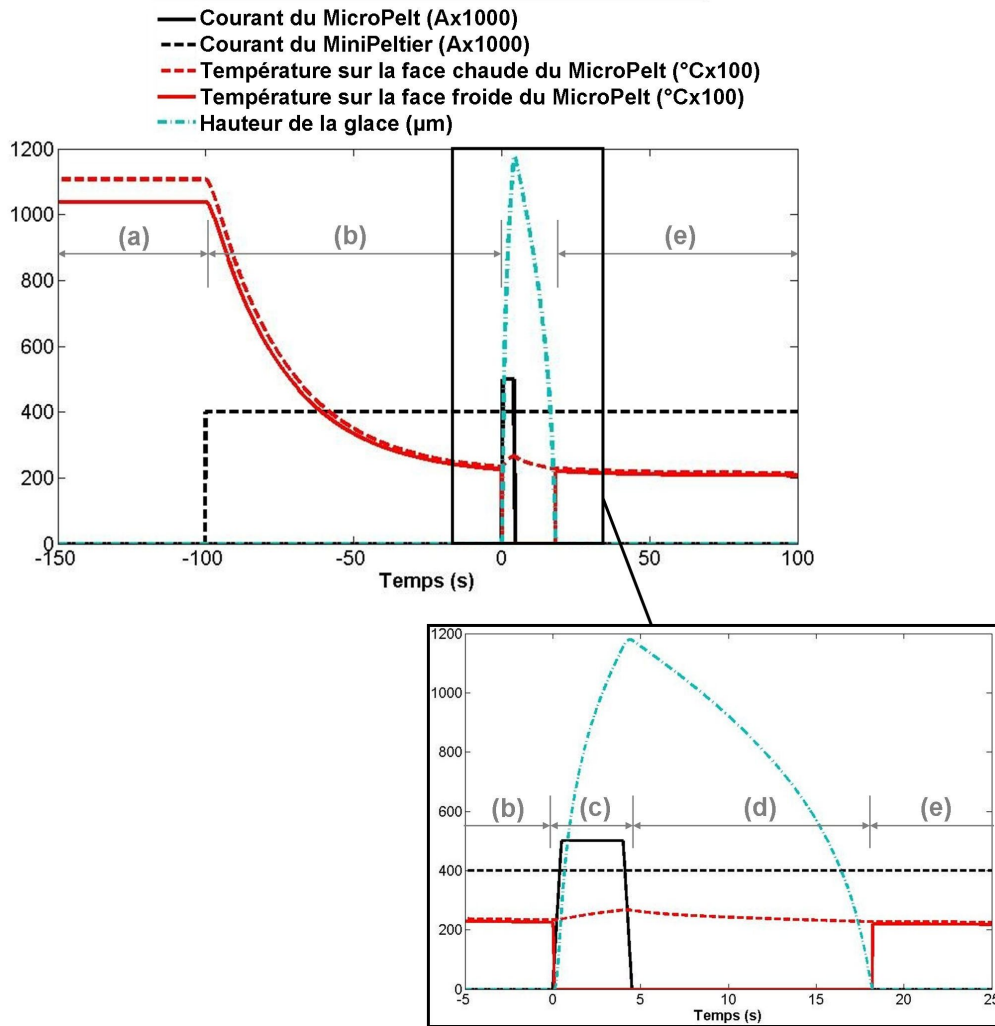 Courant du MicroPelt (Ax1000)
Courant du MiniPeltier (Ax1000)
Température sur la face chaude du MicroPelt (°Cx100)
Température sur la face froide du MicroPelt (°Cx100)
Hauteur de la glace (µm)
1200
1000
800
600
400
200
0
(a)
(b)
(e)
-150
-100
-50
0
50
100
Temps (s)
1200
1000
800
600
400
200
0
(b)
(c)
(d)
(e)
-5
0
5
10
15
20
25
Temps (s)